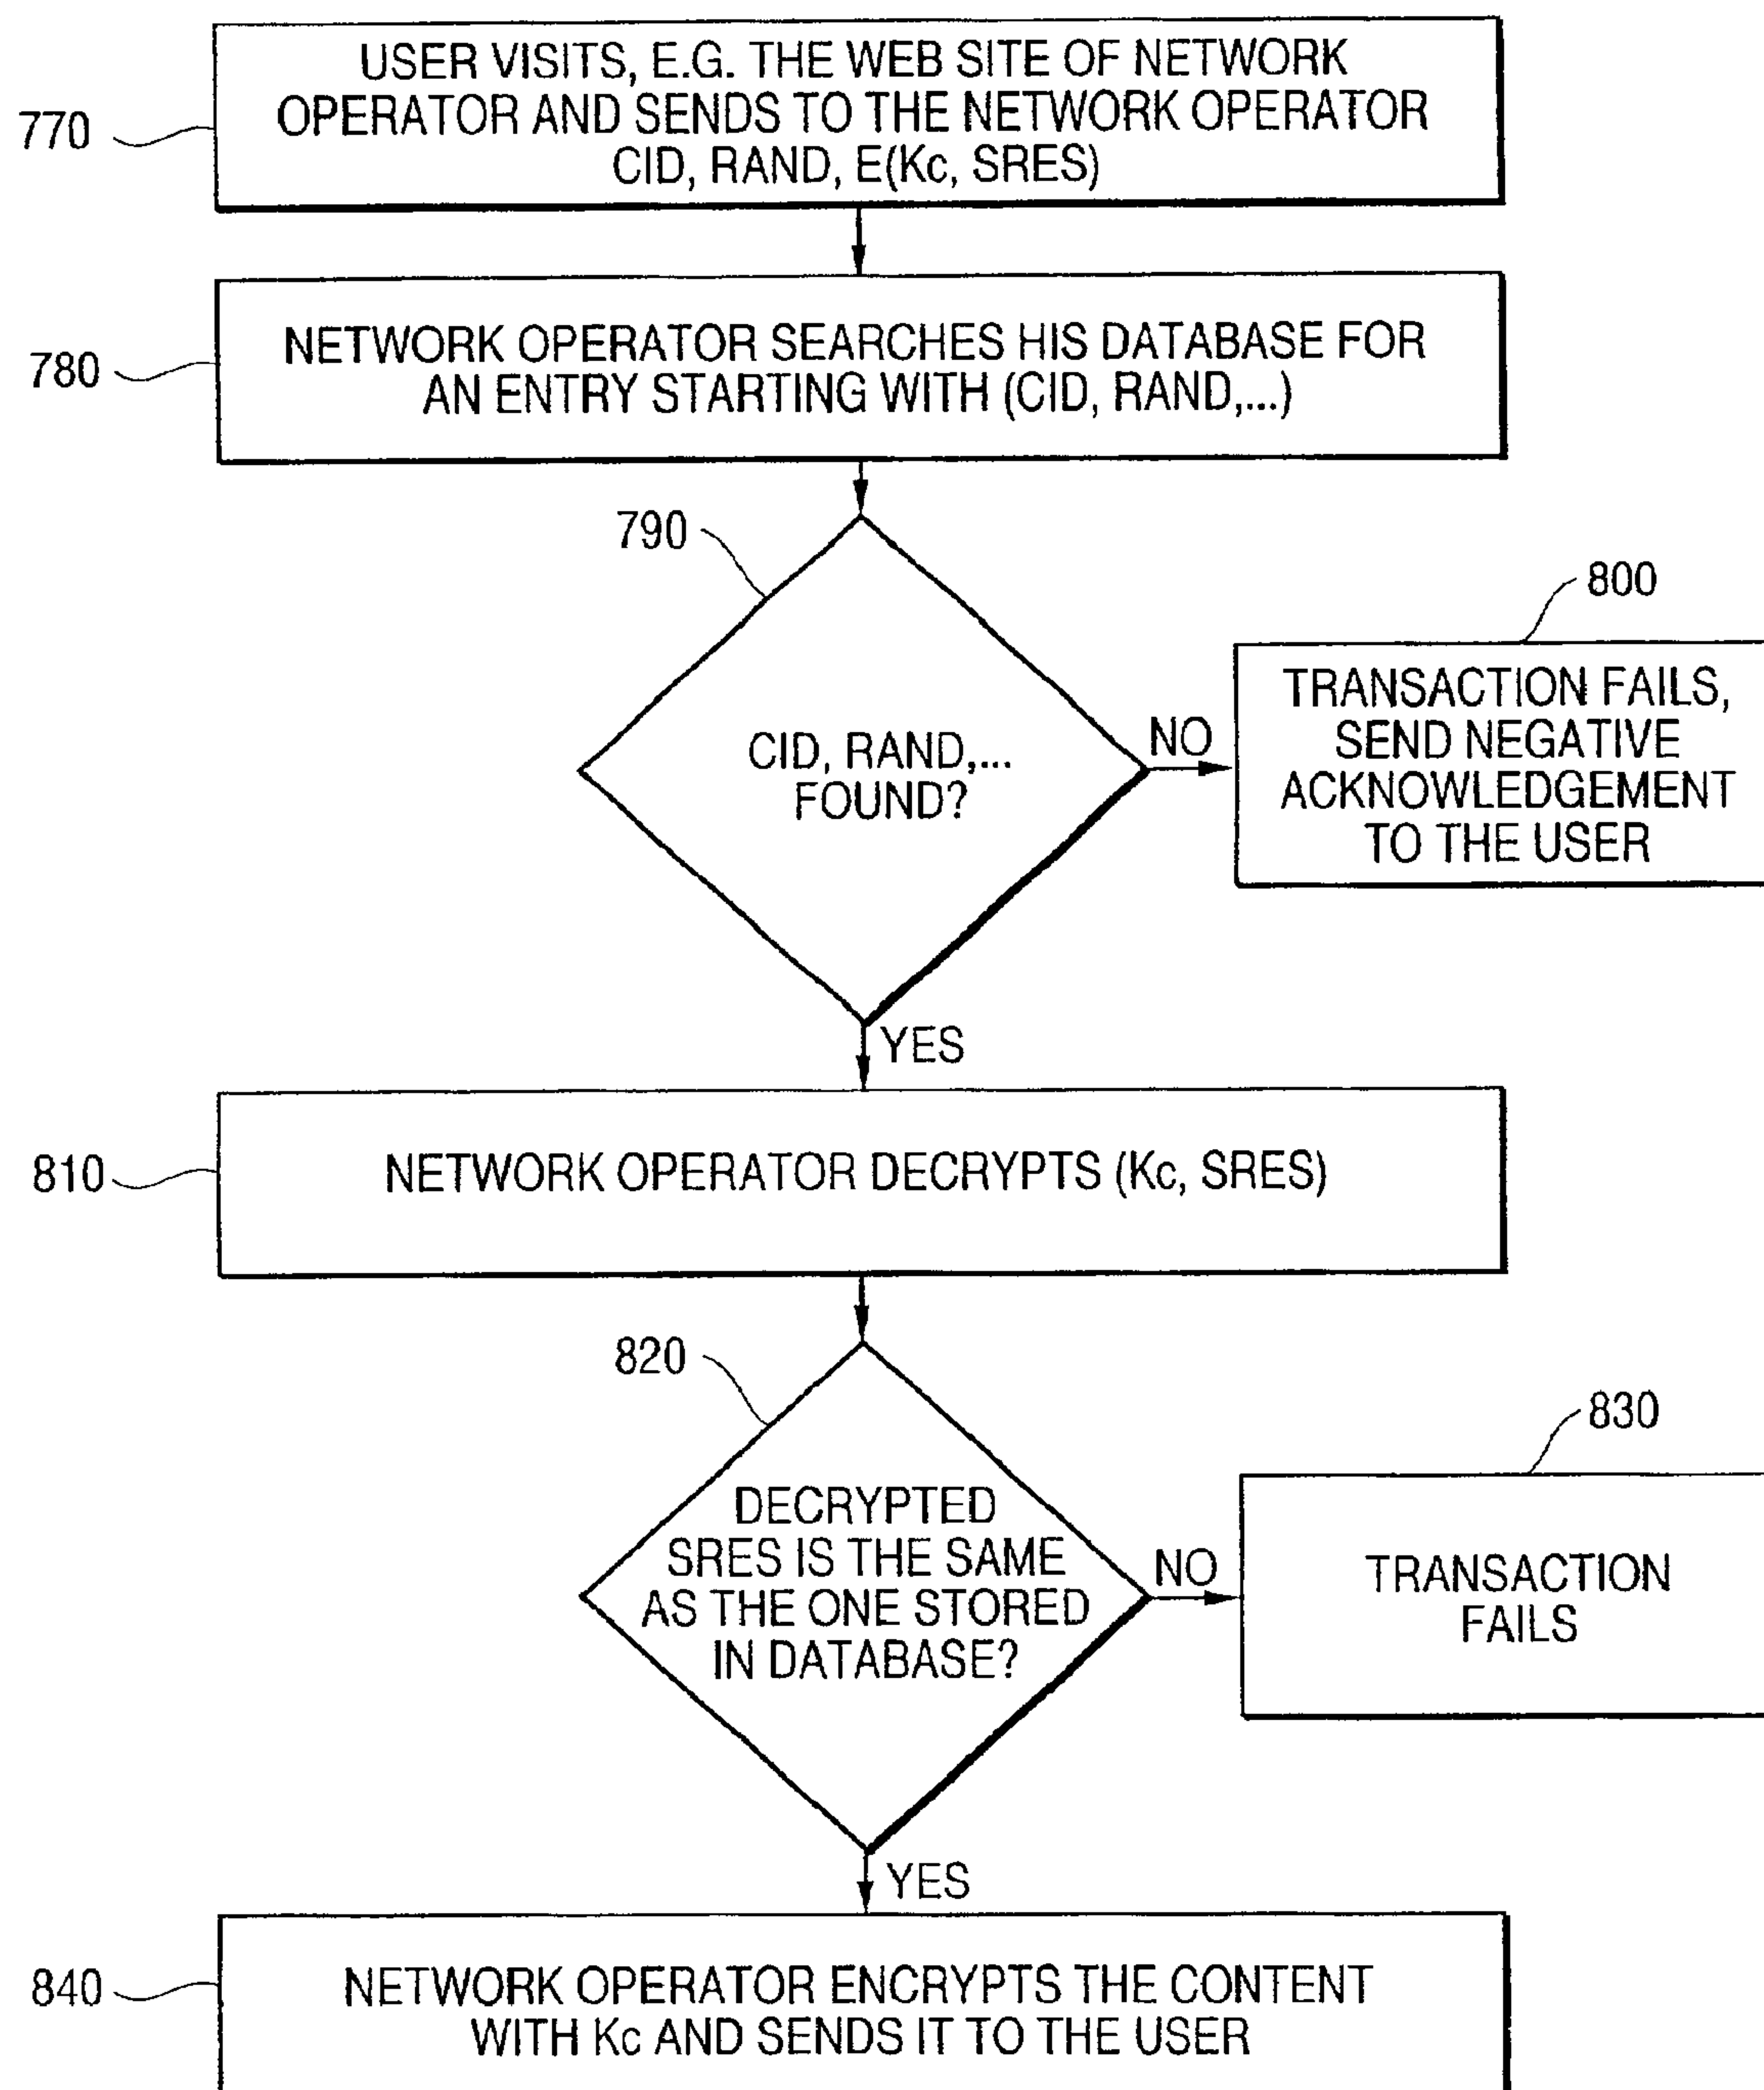 770
USER VISITS, E.G. THE WEB SITE OF NETWORK
OPERATOR AND SENDS TO THE NETWORK OPERATOR
CID, RAND, E(Kc, SRES)
780
NETWORK OPERATOR SEARCHES HIS DATABASE FOR
AN ENTRY STARTING WITH (CID, RAND,...)
790
CID, RAND,...
FOUND?
NO
800
TRANSACTION FAILS,
SEND NEGATIVE
ACKNOWLEDGEMENT
TO THE USER
YES
810
NETWORK OPERATOR DECRYPTS (Kc, SRES)
820
DECRYPTED
SRES IS THE SAME
AS THE ONE STORED
IN DATABASE?
NO
830
TRANSACTION
FAILS
YES
840
NETWORK OPERATOR ENCRYPTS THE CONTENT
WITH Kc AND SENDS IT TO THE USER